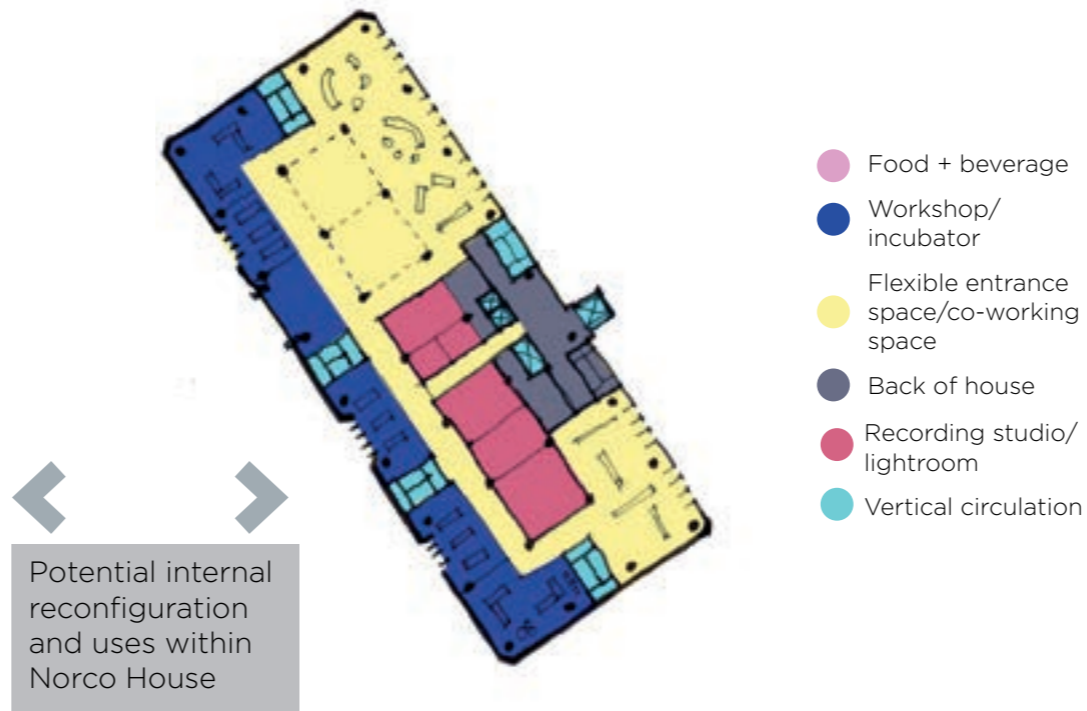 Food + beverage
Workshop/
incubator
Flexible entrance
space/co-working
space
Back of house
Recording studio/
lightroom
Vertical circulation
Potential internal
reconfiguration
and uses within
Norco House